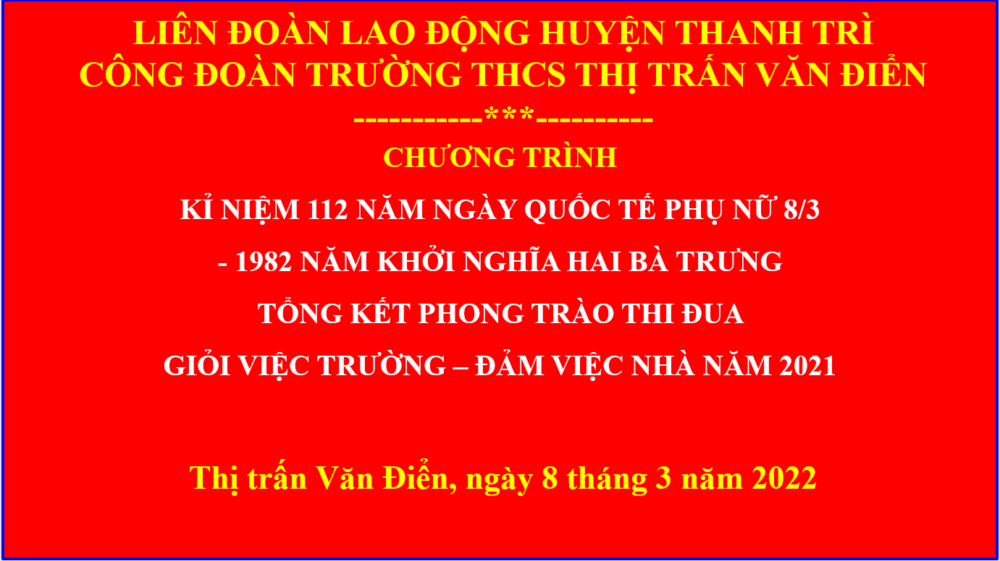 LIÊN ĐOÀN LAO ĐỘNG HUYỆN THANH TRÌ
CÔNG ĐOÀN TRƯỜNG THCS THỊ TRẤN VĂN ĐIỂN
-----------***----------
CHƯƠNG TRÌNH
KỈ NIỆM 112 NĂM NGÀY QUỐC TẾ PHỤ NỮ 8/3
- 1982 NĂM KHỞI NGHĨA HAI BÀ TRƯNG
TỔNG KẾT PHONG TRÀO THI ĐUA
GIỎI VIỆC TRƯỜNG – ĐẢM VIỆC NHÀ NĂM 2021
Thị trấn Văn Điển, ngày 8 tháng 3 năm 2022